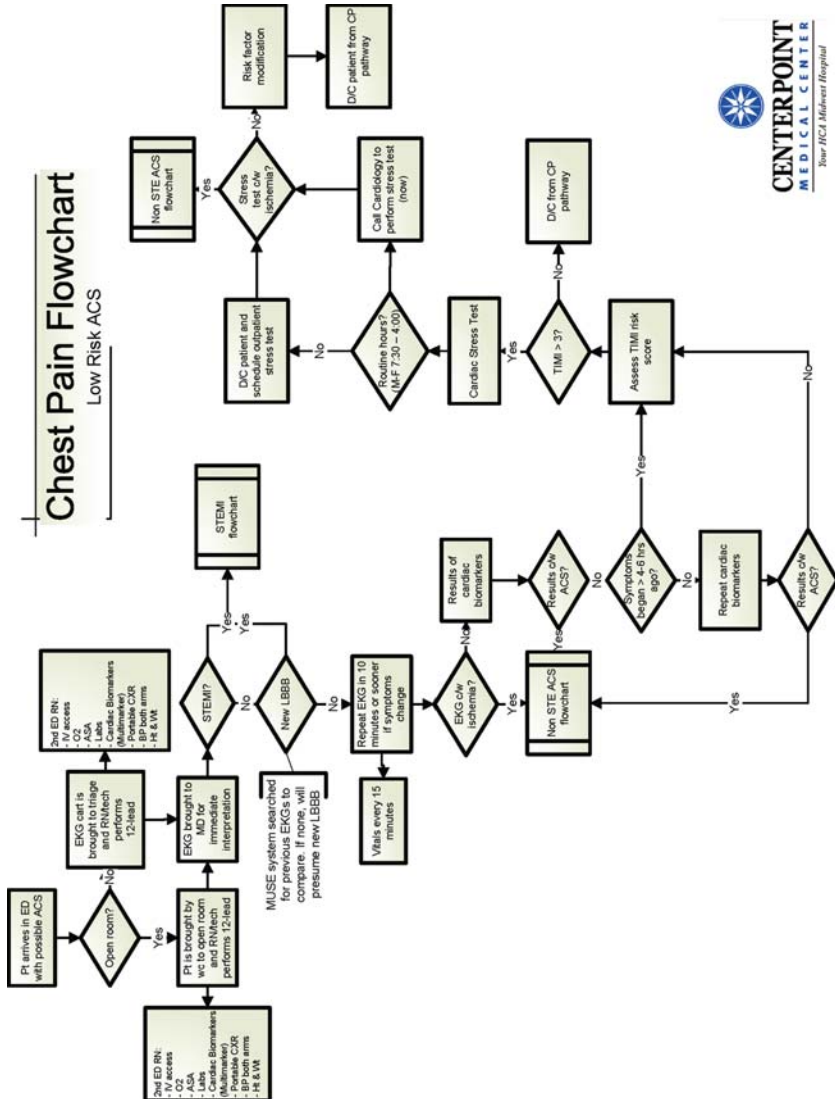 Chest Pain Flowchart
Low Risk ACS
Pt arrives in ED
with possible ACS
Open room?
No
Yes
EKG cart is
brought to triage
and RN/tech
performs
12-lead
2nd ED RN:
- IV access
- O2
- ASA
- Labs
- Cardiac Biomarkers
(Multimarker)
- Portable CXR
- BP both arms
- Ht & Wt
Pt is brought by
wc to open room
and RN/tech
performs 12-lead
2nd ED RN:
- IV access
- O2
- ASA
- Labs
- Cardiac Biomarkers
(Multimarker)
- Portable CXR
- BP both arms
- Ht & Wt
EKG brought to
MD for
immediate
interpretation
STEMI?
Yes
No
STEMI
flowchart
New LBBB
Yes
No
MUSE system searched
for previous EKGs to
compare. If none, will
presume new LBBB
Repeat EKG in 10
minutes or sooner
if symptoms
change
Vitals every 15
minutes
EKG c/w
ischemia?
No
Yes
Results of
cardiac
biomarkers
Non STE ACS
flowchart
Results c/w
ACS?
Yes
No
Symptoms
began > 4-6 hrs
ago?
Yes
No
Repeat cardiac
biomarkers
Results c/w
ACS?
Yes
No
Assess TIMI risk
score
TIMI > 3?
No
Yes
D/C from CP
pathway
Cardiac Stress Test
Routine hours?
(M-F 7:30 – 4:00)
No
Yes
D/C patient and
schedule outpatient
stress test
Call Cardiology to
perform stress test
(now)
Stress
test c/w
ischemia?
Yes
No
Non STE ACS
flowchart
Risk factor
modification
D/C patient from CP
pathway
CENTERPOINT
MEDICAL CENTER
Your HCA Midwest Hospital